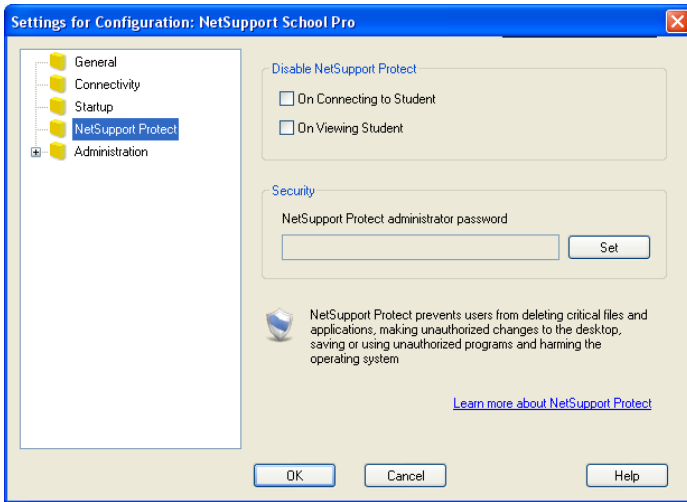 Settings for Configuration: NetSupport School Pro
General
Connectivity
Startup
NetSupport Protect
Administration
Disable NetSupport Protect
On Connecting to Student
On Viewing Student
Security
NetSupport Protect administrator password
Set
NetSupport Protect prevents users from deleting critical files and
applications, making unauthorized changes to the desktop,
saving or using unauthorized programs and harming the
operating system
Learn more about NetSupport Protect
OK
Cancel
Help